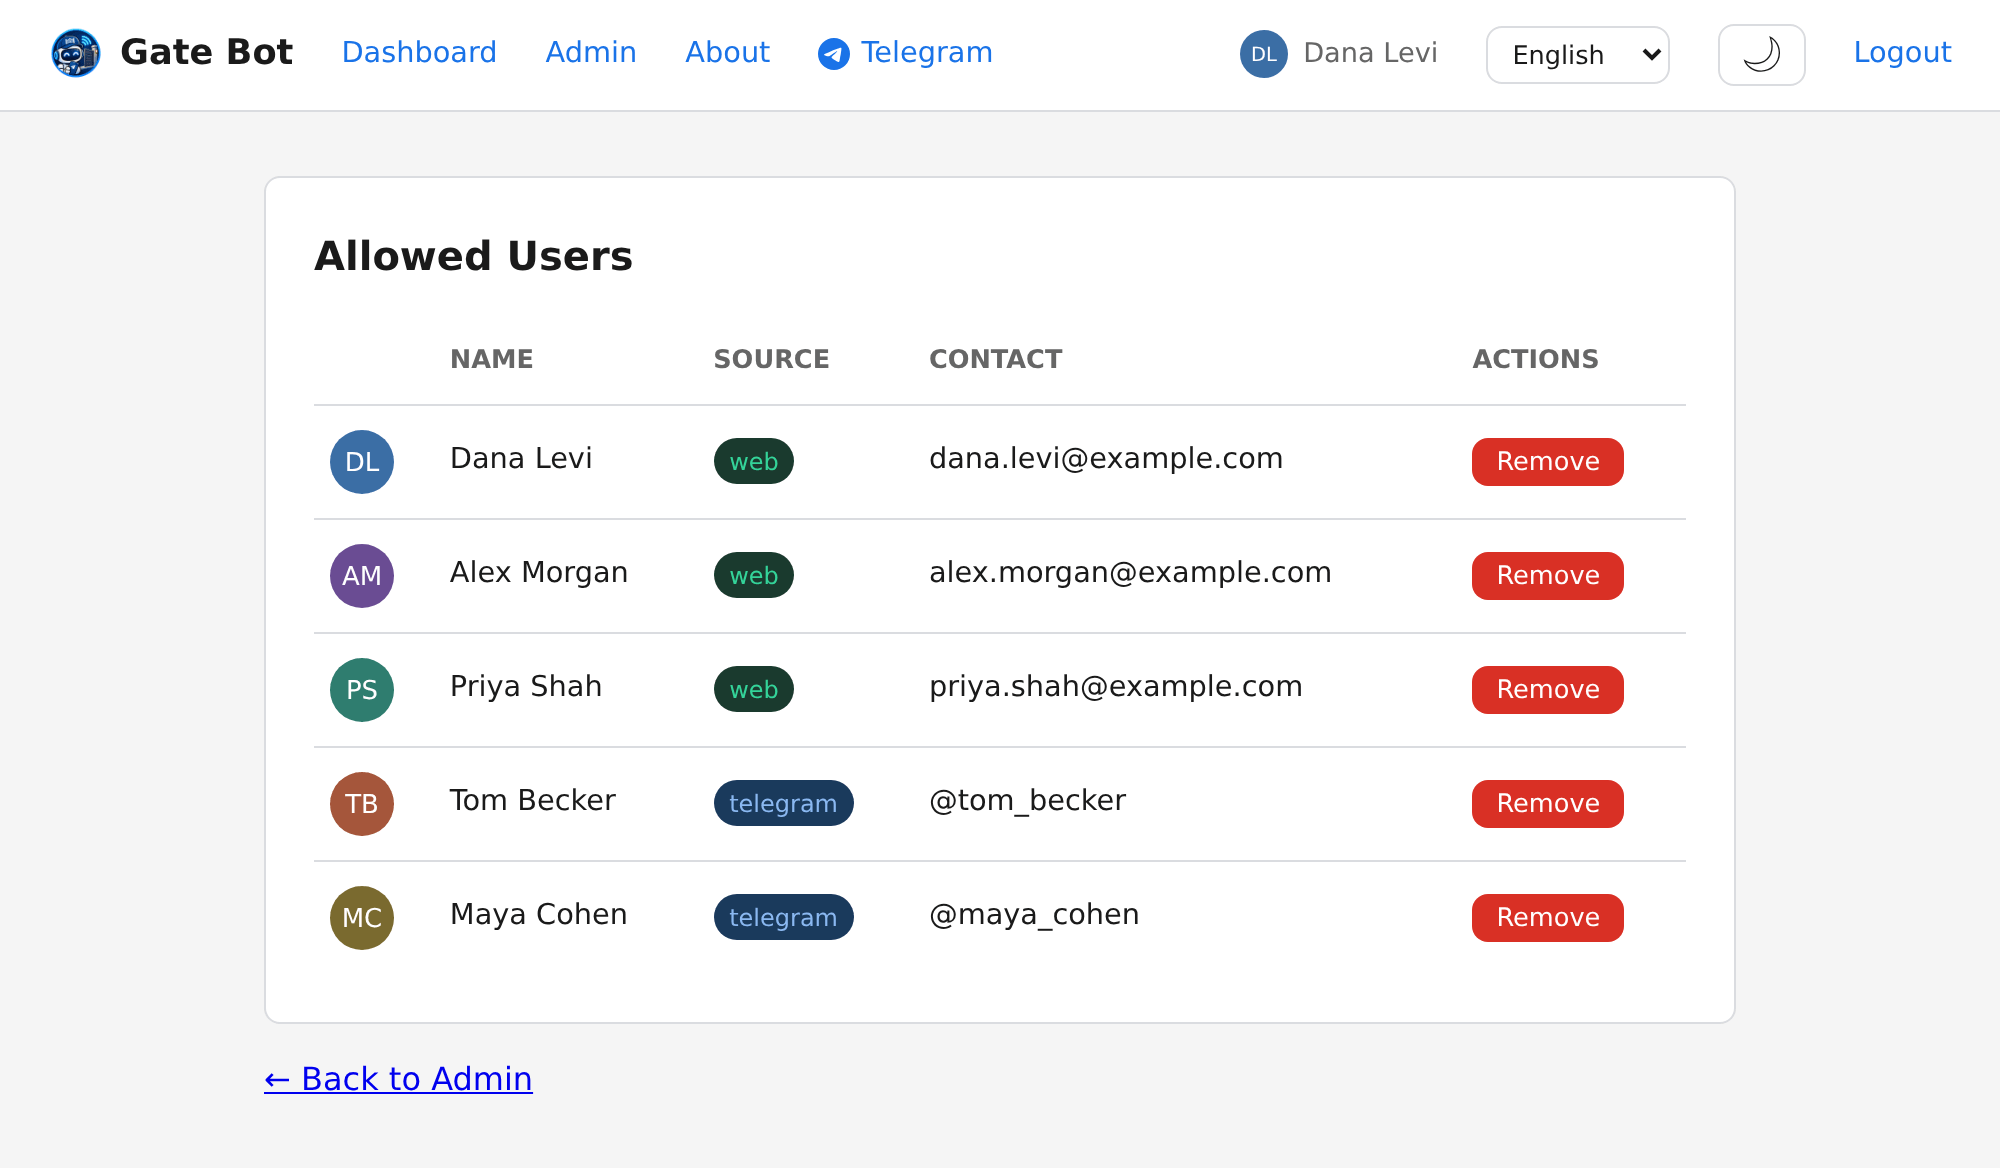 Gate Bot Dashboard Admin About Telegram DL Dana Levi English Logout
Allowed Users
NAME SOURCE CONTACT ACTIONS
DL Dana Levi web dana.levi@example.com Remove
AM Alex Morgan web alex.morgan@example.com Remove
PS Priya Shah web priya.shah@example.com Remove
TB Tom Becker telegram @tom_becker Remove
MC Maya Cohen telegram @maya_cohen Remove
← Back to Admin